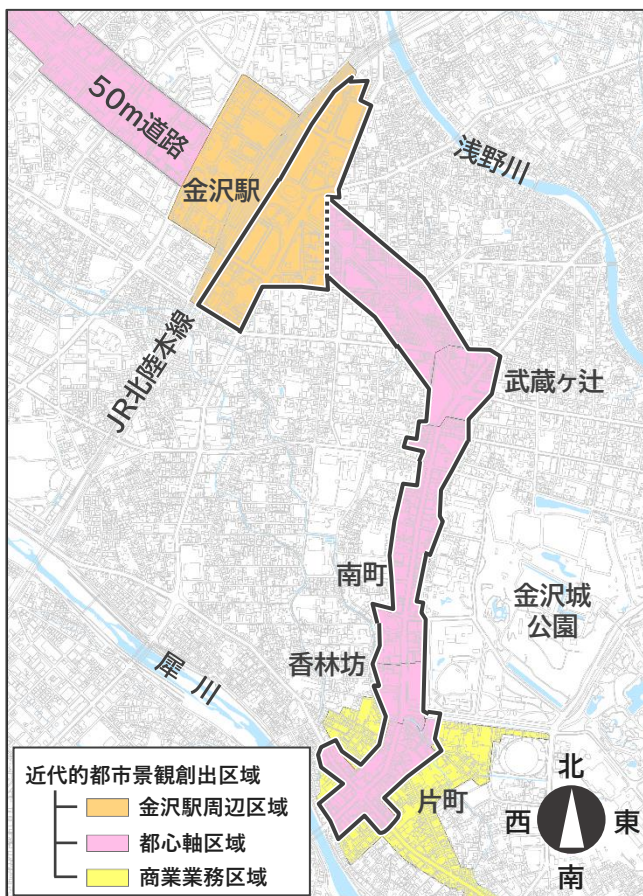 50m道路
金沢駅
浅野川
JR北陸本線
武蔵ヶ辻
南町
金沢城
公園
香林坊
犀川
片町
近代的都市景観創出区域
金沢駅周辺区域
都心軸区域
商業業務区域
北
西
東
南